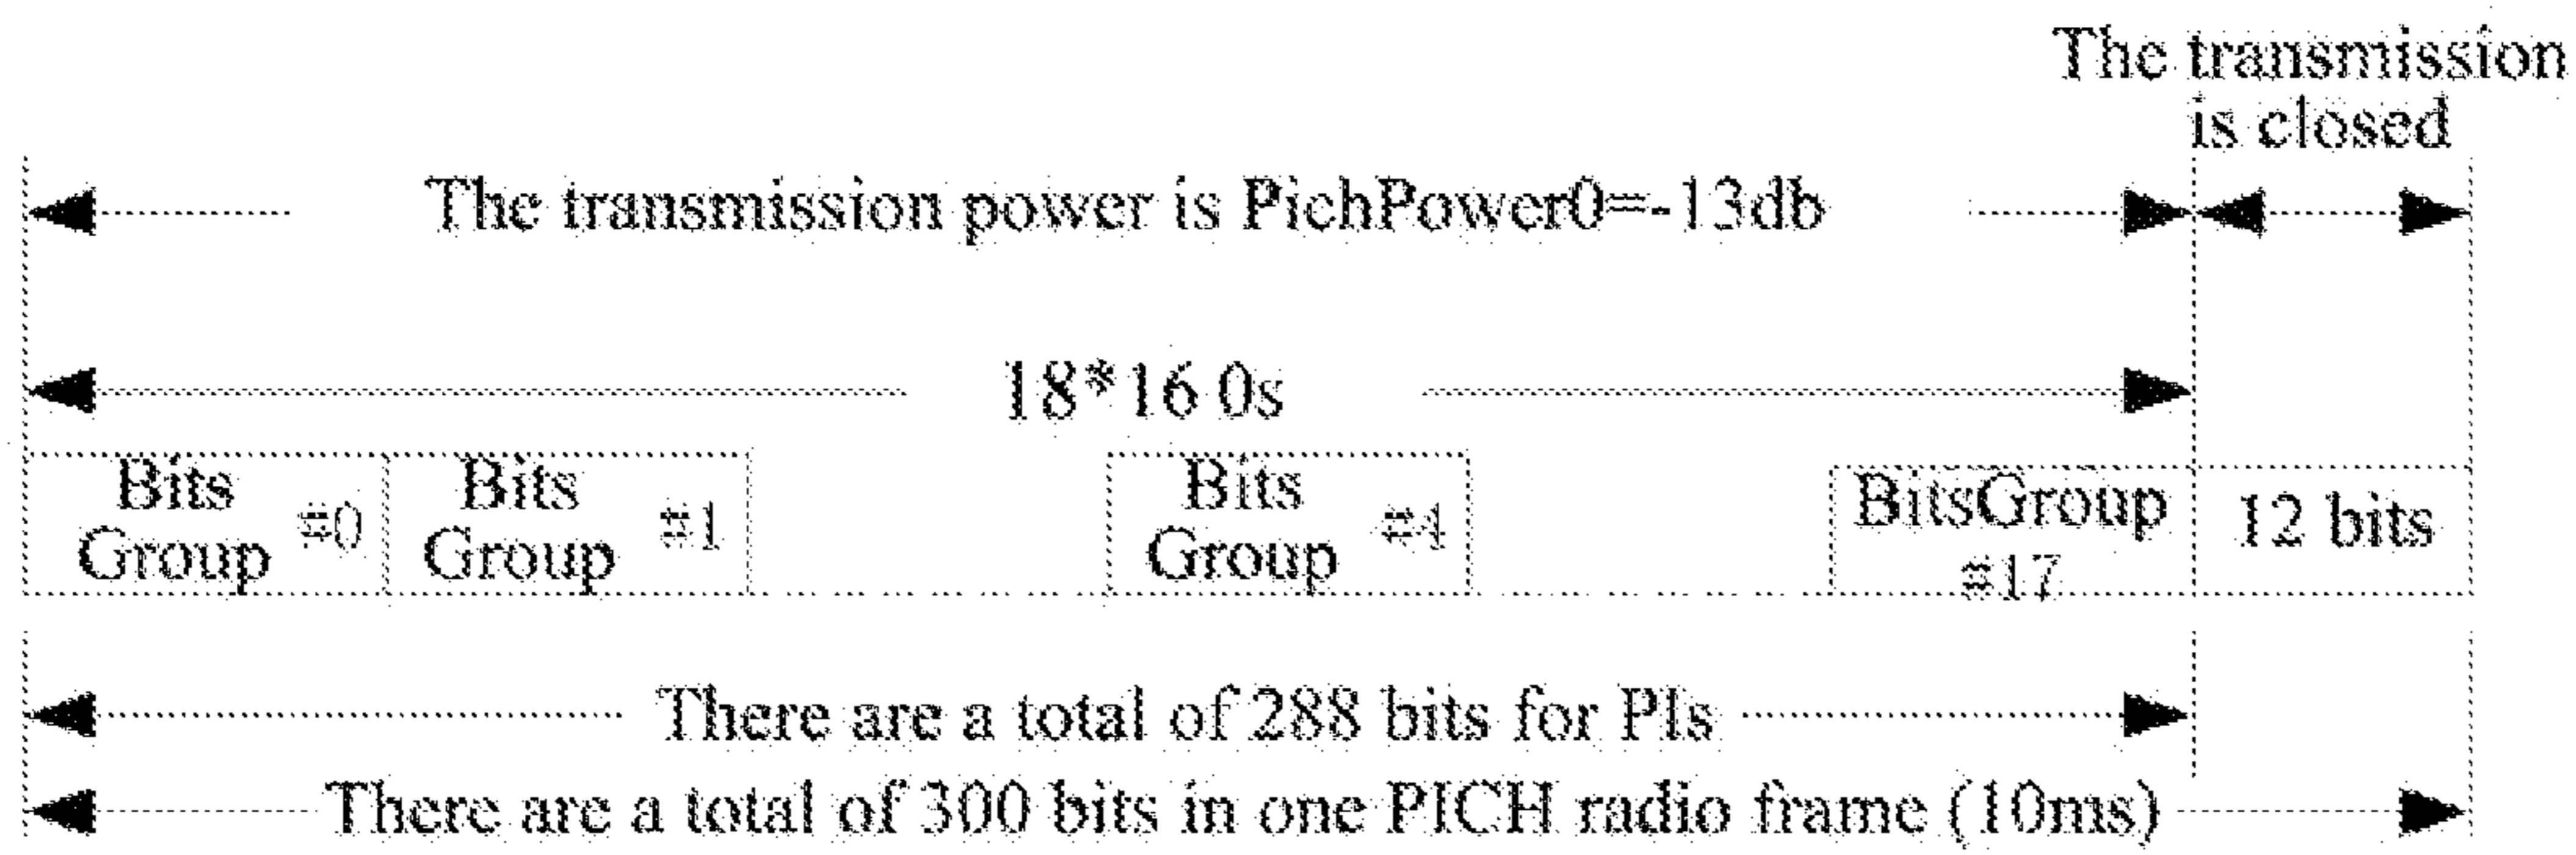 The transmission
is closed
The transmission power is PichPower0=-13db
18*16 0s
Bits
Group #0
Bits
Group #1
Bits
Group #4
BitsGroup
#17
12 bits
There are a total of 288 bits for PIs
There are a total of 300 bits in one PICH radio frame (10ms)